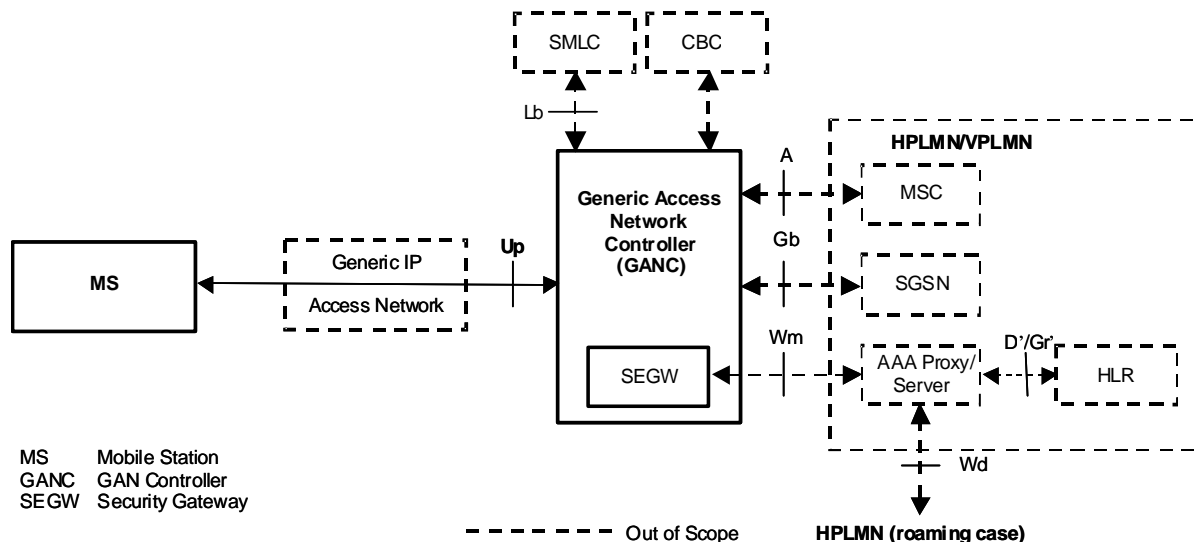 SMLC
CBC
Lb
HPLMN/VPLMN
A
MSC
Generic Access
Network
Controller
(GANC)
Gb
Up
Generic IP
Access Network
MS
SGSN
Wm
D'/Gr'
SEGW
AAA Proxy/
Server
HLR
Wd
MS Mobile Station
GANC GAN Controller
SEGW Security Gateway
Out of Scope
HPLMN (roaming case)